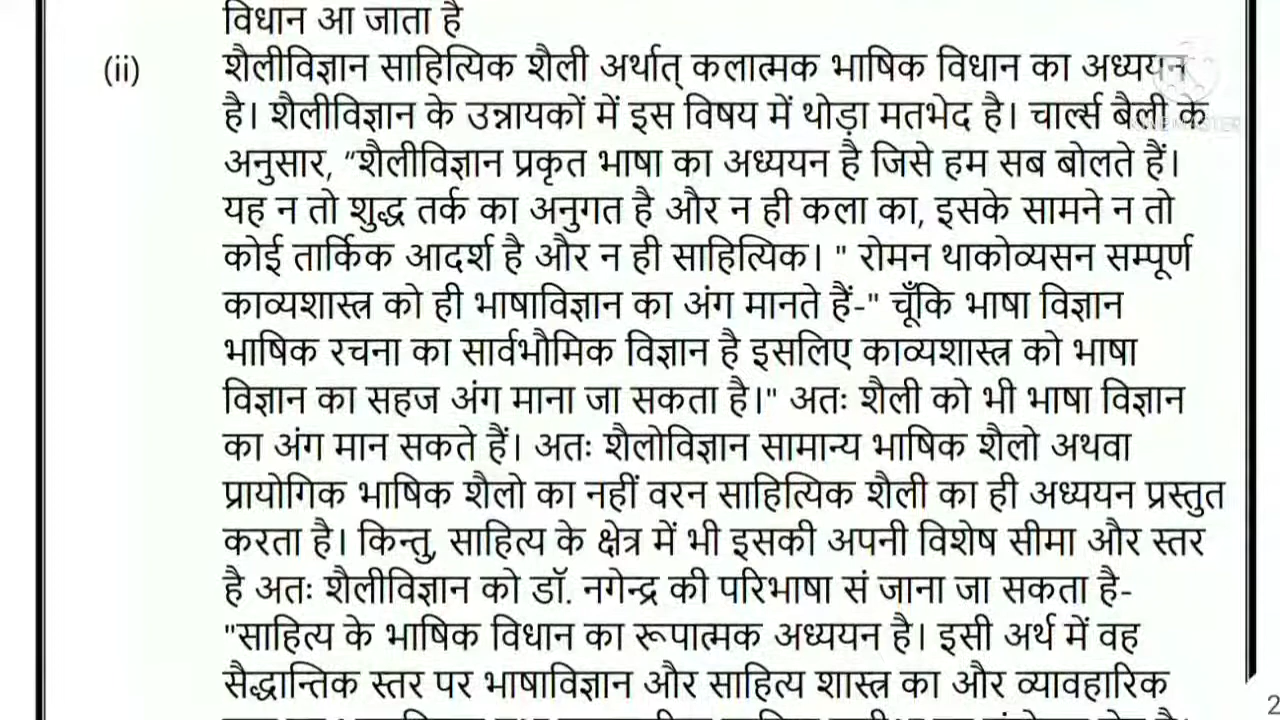 विधान आ जाता है
(ii) शैलीविज्ञान साहित्यिक शैली अर्थात् कलात्मक भाषिक विधान का अध्ययन
है। शैलीविज्ञान के उन्नायकों में इस विषय में थोड़ा मतभेद है। चार्ल्स बैली के
अनुसार, “शैलीविज्ञान प्रकृत भाषा का अध्ययन है जिसे हम सब बोलते हैं।
यह न तो शुद्ध तर्क का अनुगत है और न ही कला का, इसके सामने न तो
कोई तार्किक आदर्श है और न ही साहित्यिक। " रोमन थाकोव्यसन सम्पूर्ण
काव्यशास्त्र को ही भाषाविज्ञान का अंग मानते हैं-" चूँकि भाषा विज्ञान
भाषिक रचना का सार्वभौमिक विज्ञान है इसलिए काव्यशास्त्र को भाषा
विज्ञान का सहज अंग माना जा सकता है।" अतः शैली को भी भाषा विज्ञान
का अंग मान सकते हैं। अतः शैलोविज्ञान सामान्य भाषिक शैलो अथवा
प्रायोगिक भाषिक शैलो का नहीं वरन साहित्यिक शैली का ही अध्ययन प्रस्तुत
करता है। किन्तु, साहित्य के क्षेत्र में भी इसकी अपनी विशेष सीमा और स्तर
है अतः शैलीविज्ञान को डॉ. नगेन्द्र की परिभाषा सं जाना जा सकता है-
"साहित्य के भाषिक विधान का रूपात्मक अध्ययन है। इसी अर्थ में वह
सैद्धान्तिक स्तर पर भाषाविज्ञान और साहित्य शास्त्र का और व्यावहारिक
2